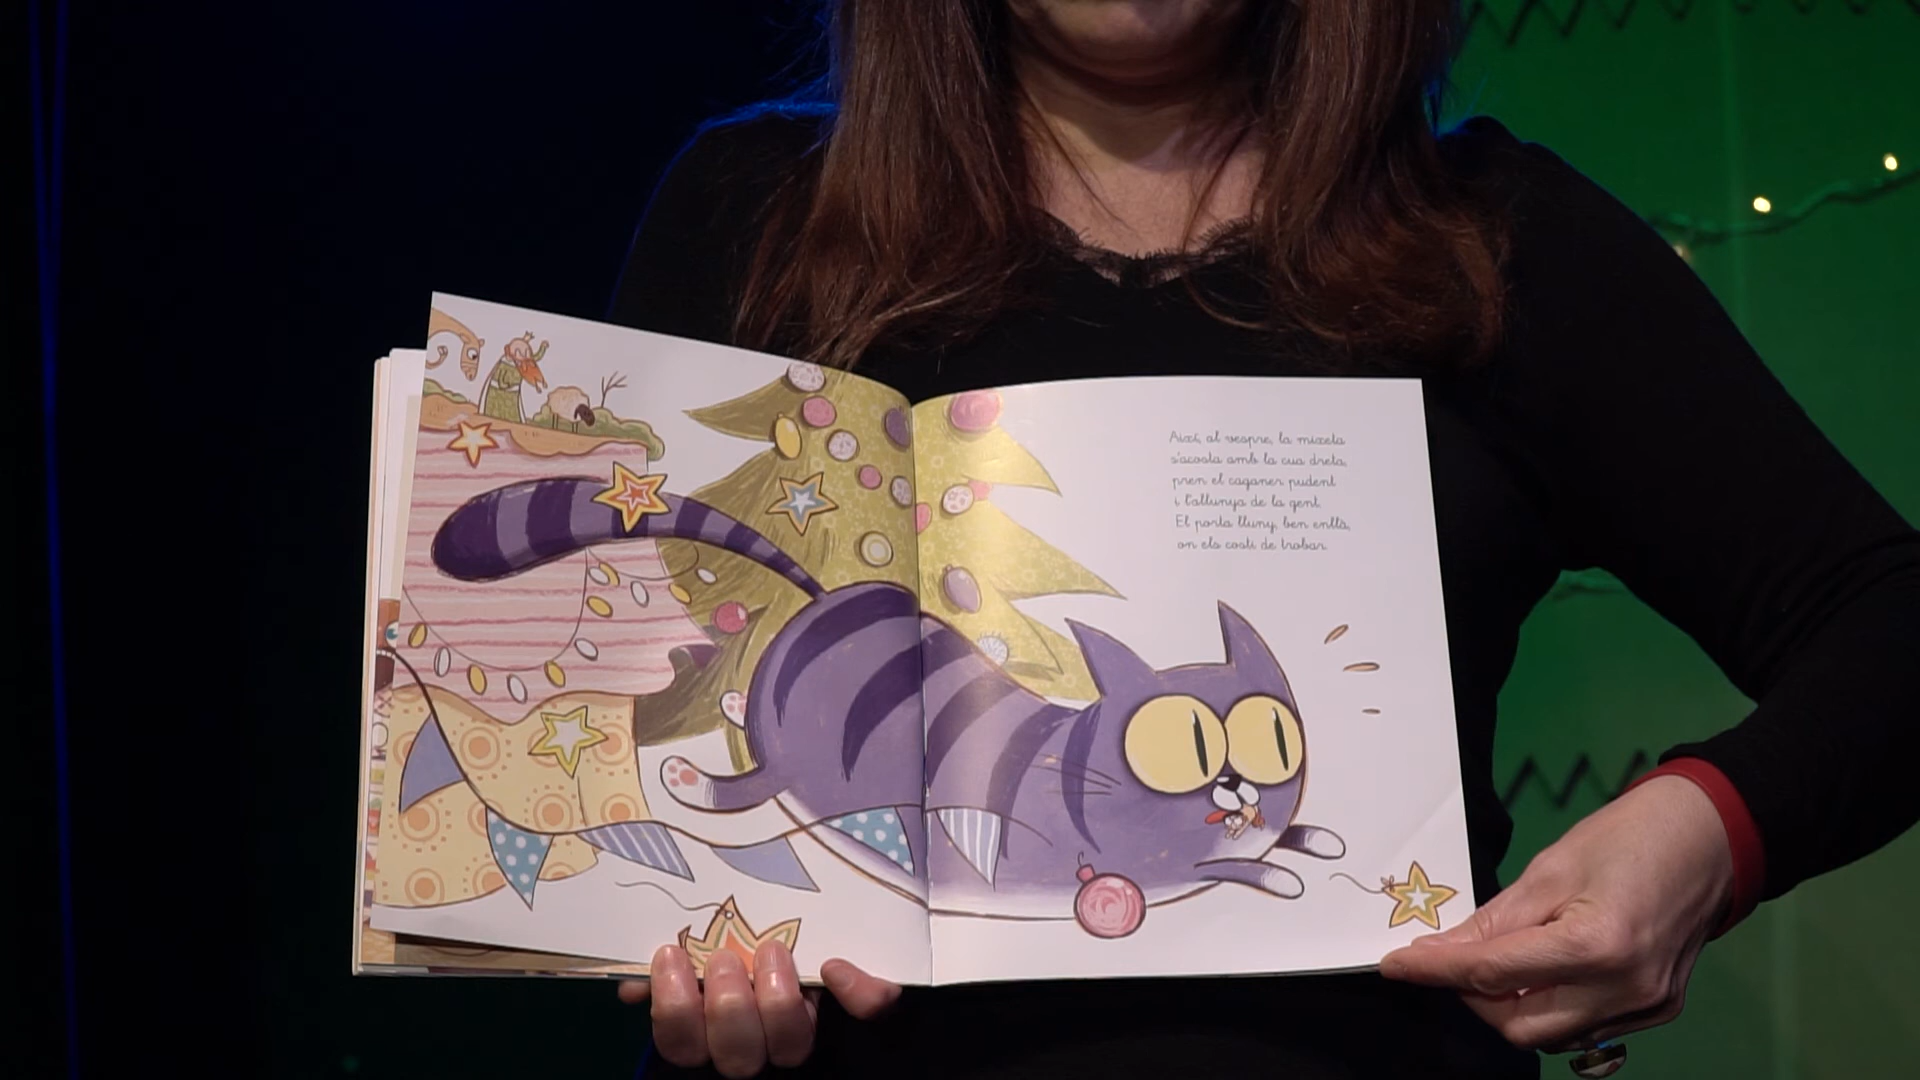 Així, al vespre, la mixeta
s'acosta amb la cua dreta,
pren el caganer pudent
i l'allunya de la gent.
El porta lluny, ben enllà,
on els costi de trobar.